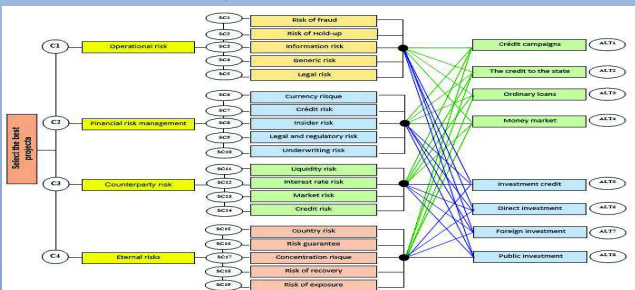 Select the best
projects
C1
Operational risk
C2
Financial risk management
C3
Counterparty risk
C4
Eternal risks
SC1
Risk of fraud
SC2
Risk of Hold-up
SC3
Information risk
SC4
Generic risk
SC5
Legal risk
SC6
Currency risque
SC7
Crédit risk
SC8
Insider risk
SC9
Legal and regulatory risk
SC10
Underwriting risk
SC11
Liquidity risk
SC12
Interest rate risk
SC13
Market risk
SC14
Credit risk
SC15
Country risk
SC16
Risk guarantee
SC17
Concentration risque
SC18
Risk of recovery
SC19
Risk of exposure
Crédit campaigns
ALT1
The credit to the state
ALT2
Ordinary loans
ALT3
Money market
ALT4
Investment credit
ALT5
Direct investment
ALT6
Foreign investment
ALT7
Public investment
ALT8